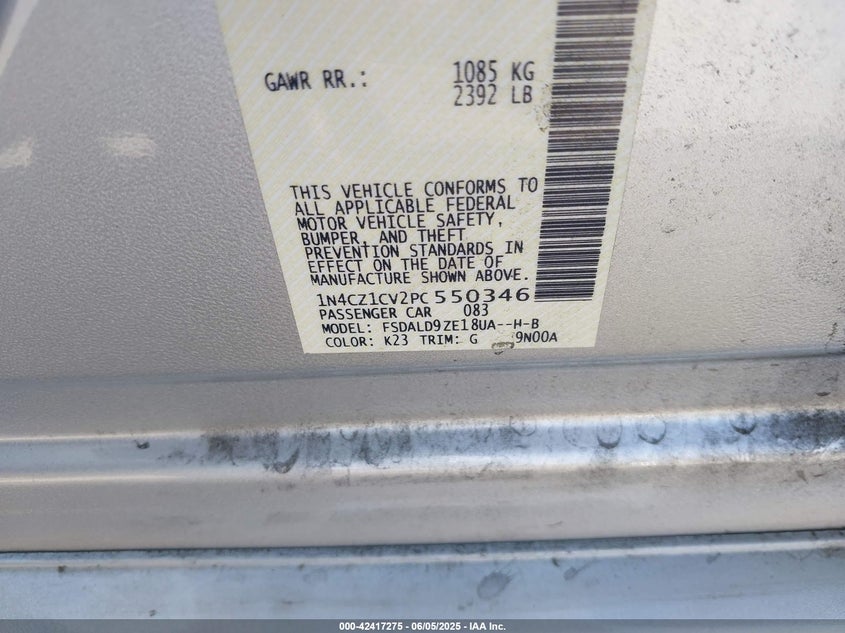 GAWR RR.: 1085 KG
2392 LB
THIS VEHICLE CONFORMS TO
ALL APPLICABLE FEDERAL
MOTOR VEHICLE SAFETY,
BUMPER, AND THEFT
PREVENTION STANDARDS IN
EFFECT ON THE DATE OF
MANUFACTURE SHOWN ABOVE.
1N4CZ1CV2PC550346
PASSENGER CAR 083
MODEL: FSDALD9ZE18UA--H-B
COLOR: K23 TRIM: G 9N00A
000-42417275 - 06/05/2025 - IAA Inc.